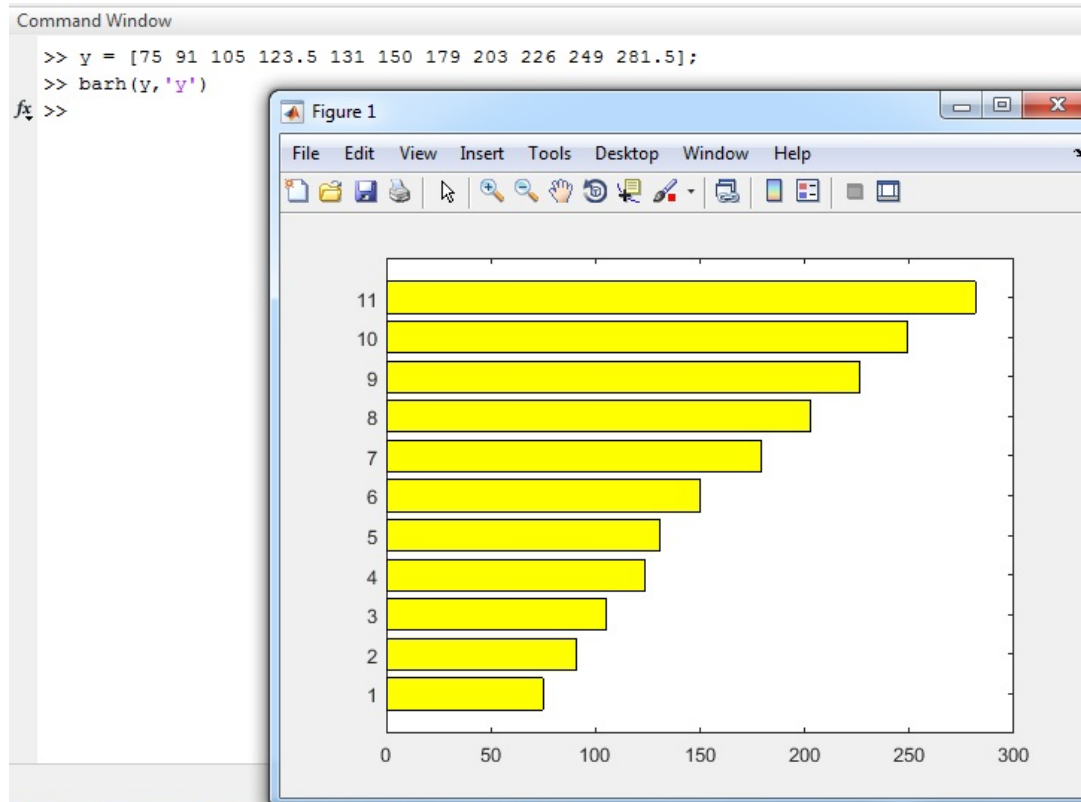 Command Window
>> y = [75 91 105 123.5 131 150 179 203 226 249 281.5];
>> barh(y,'y')
fx >>
Figure 1
File Edit View Insert Tools Desktop Window Help
11
10
9
8
7
6
5
4
3
2
1
0 50 100 150 200 250 300